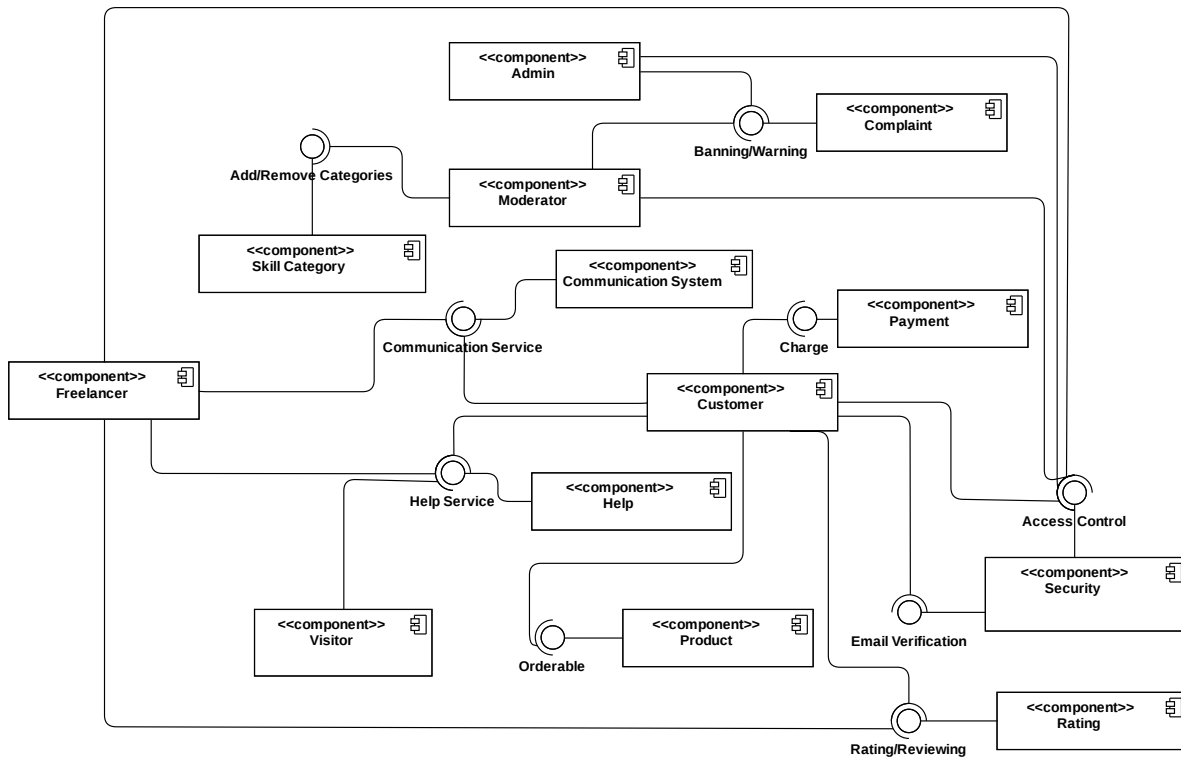 <<component>>
Admin
<<component>>
Complaint
Banning/Warning
Add/Remove Categories
<<component>>
Moderator
<<component>>
Skill Category
<<component>>
Communication System
<<component>>
Payment
Communication Service
Charge
<<component>>
Freelancer
<<component>>
Customer
Help Service
<<component>>
Help
Access Control
<<component>>
Security
<<component>>
Visitor
<<component>>
Product
Email Verification
Orderable
<<component>>
Rating
Rating/Reviewing